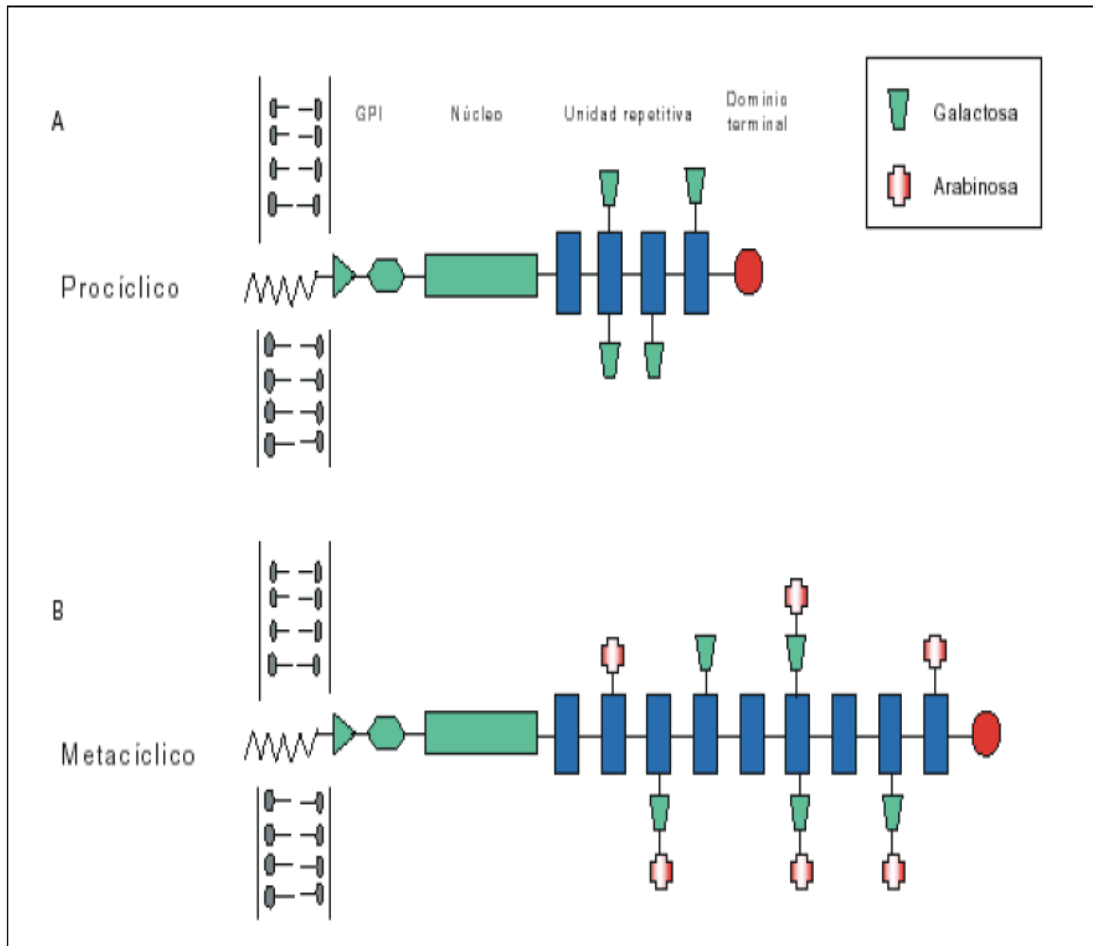 A
GPI
Núcleo
Unidad repetitiva
Dominio
terminal
Galactosa
Arabinosa
Procíclico
B
Metacíclico